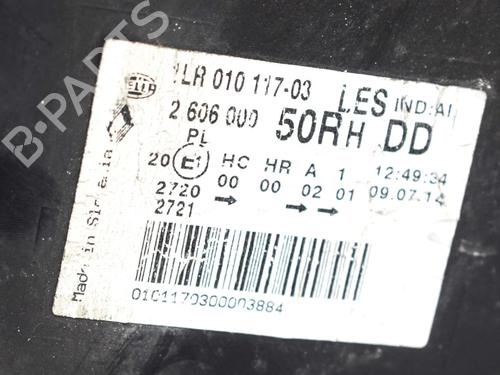 B-PARTS
HELLA
1LR 010 117-03 LES IND:AI
2 606 000 50RH DD
PL
20 E1 HC HR A 1 12:49:34
2720 00 00 02 01 09.07.14
2721
Made in
0101170300003884